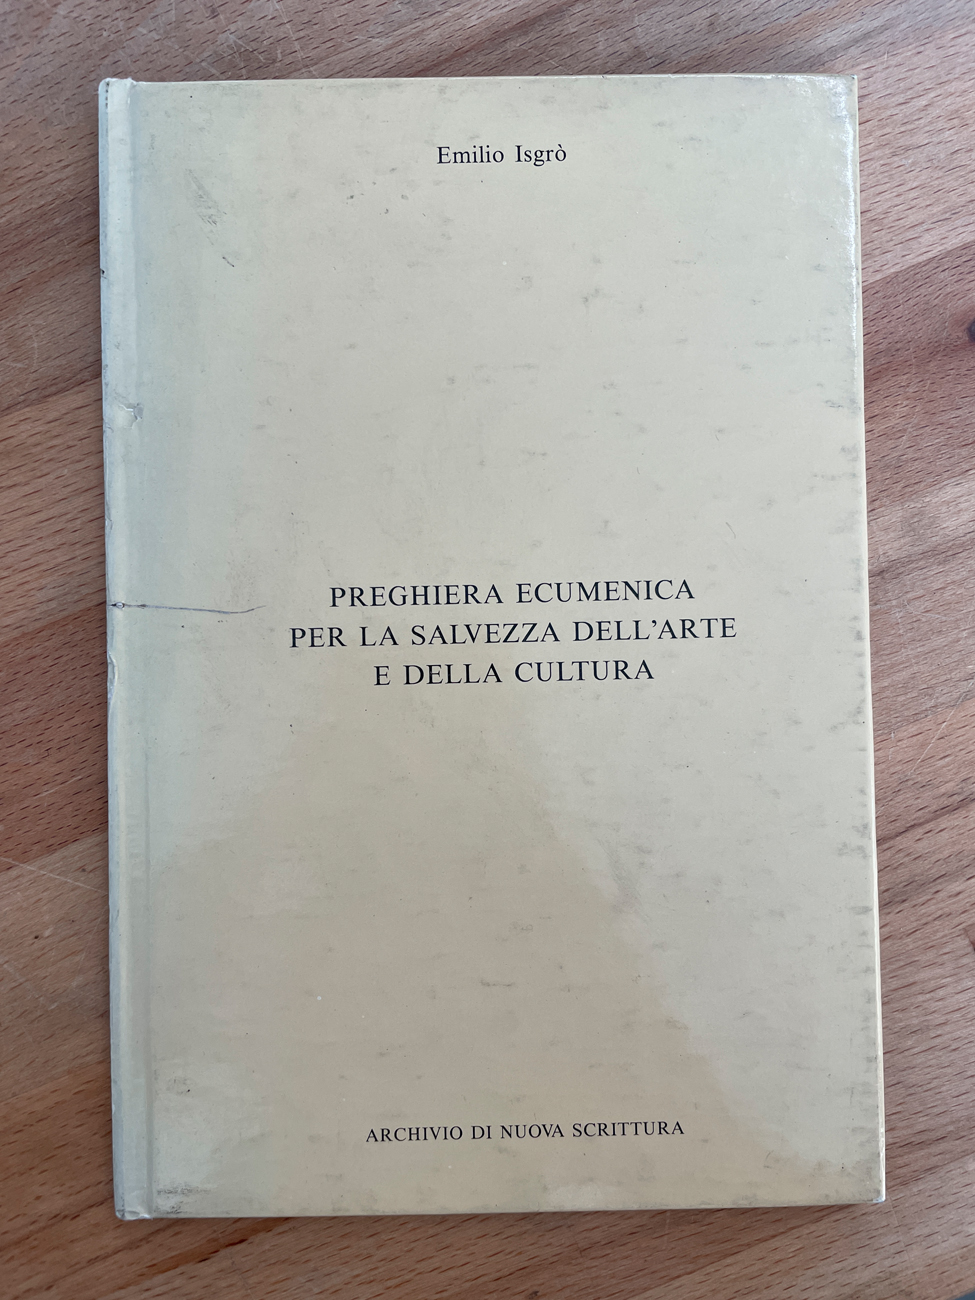 Emilio Isgrò
PREGHIERA ECUMENICA
PER LA SALVEZZA DELL'ARTE
E DELLA CULTURA
ARCHIVIO DI NUOVA SCRITTURA